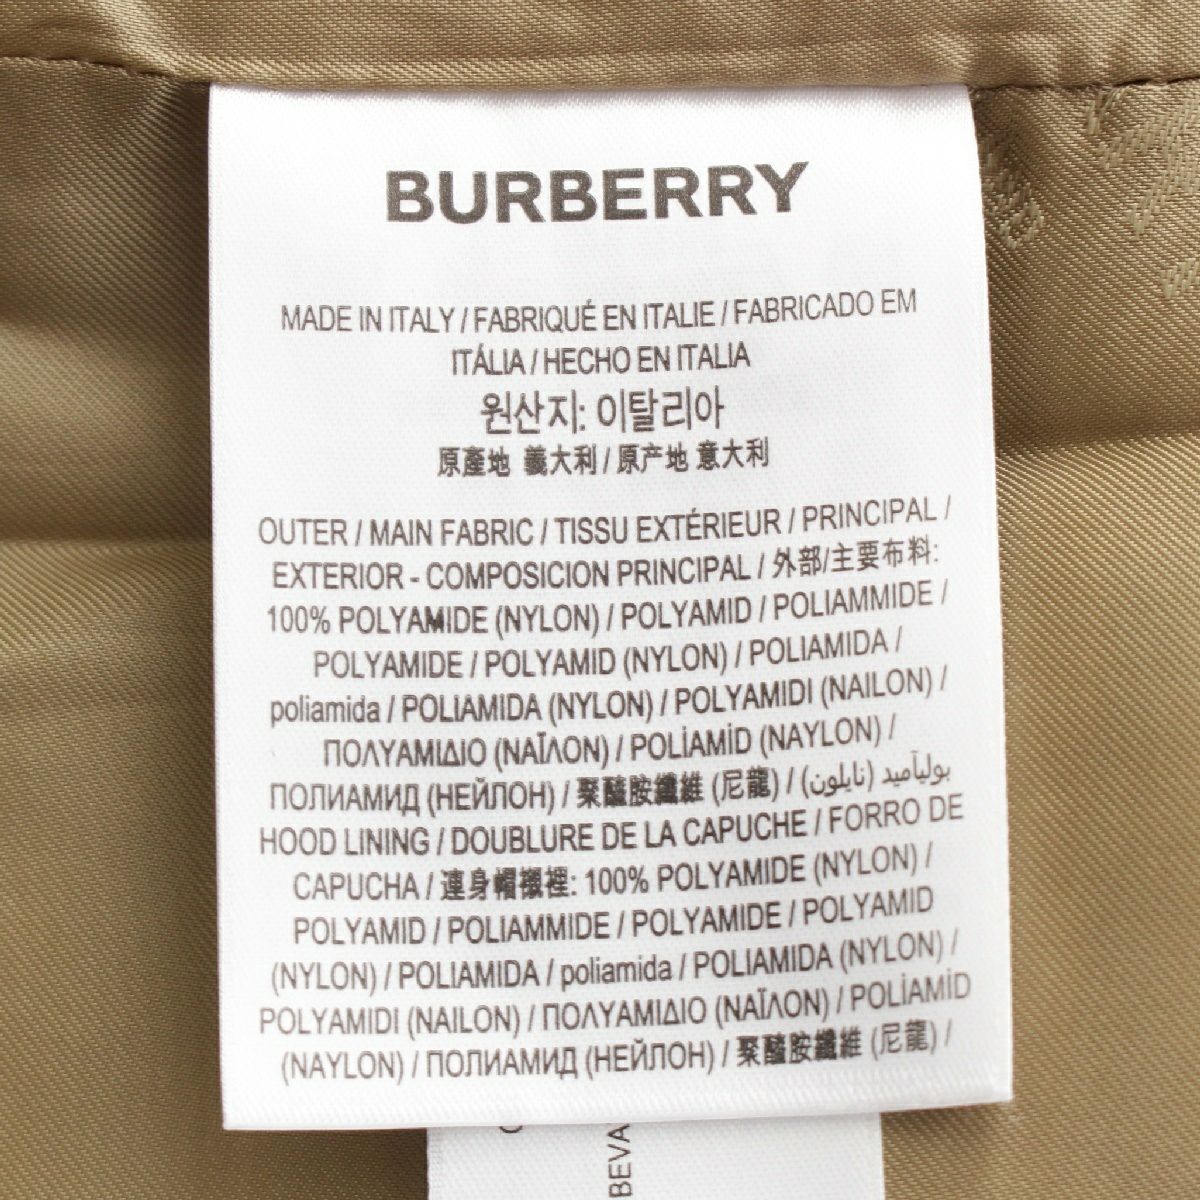 BURBERRY
MADE IN ITALY / FABRIQUÉ EN ITALIE / FABRICADO EM
ITÁLIA / HECHO EN ITALIA
원산지: 이탈리아
原產地 義大利 / 原产地 意大利
OUTER / MAIN FABRIC / TISSU EXTÉRIEUR / PRINCIPAL /
EXTERIOR - COMPOSICION PRINCIPAL / 外部/主要布料:
100% POLYAMIDE (NYLON) / POLYAMID / POLIAMMIDE /
POLYAMIDE / POLYAMID (NYLON) / POLIAMIDA /
poliamida / POLIAMIDA (NYLON) / POLYAMIDI (NAILON) /
ΠΟΛΥΑΜΙΔΙΟ (ΝΑΪΛΟΝ) / POLİAMİD (NAYLON) /
ПОЛИАМИД (НЕЙЛОН) / 聚醯胺纖維 (尼龍) / بوليآميد (نايلون) /
HOOD LINING / DOUBLURE DE LA CAPUCHE / FORRO DE
CAPUCHA / 連身帽襯裡: 100% POLYAMIDE (NYLON) /
POLYAMID / POLIAMMIDE / POLYAMIDE / POLYAMID
(NYLON) / POLIAMIDA / poliamida / POLIAMIDA (NYLON) /
POLYAMIDI (NAILON) / ΠΟΛΥΑΜΙΔΙΟ (ΝΑΪΛΟΝ) / POLİAMİD
(NAYLON) / ПОЛИАМИД (НЕЙЛОН) / 聚醯胺纖維 (尼龍) /
BEVA